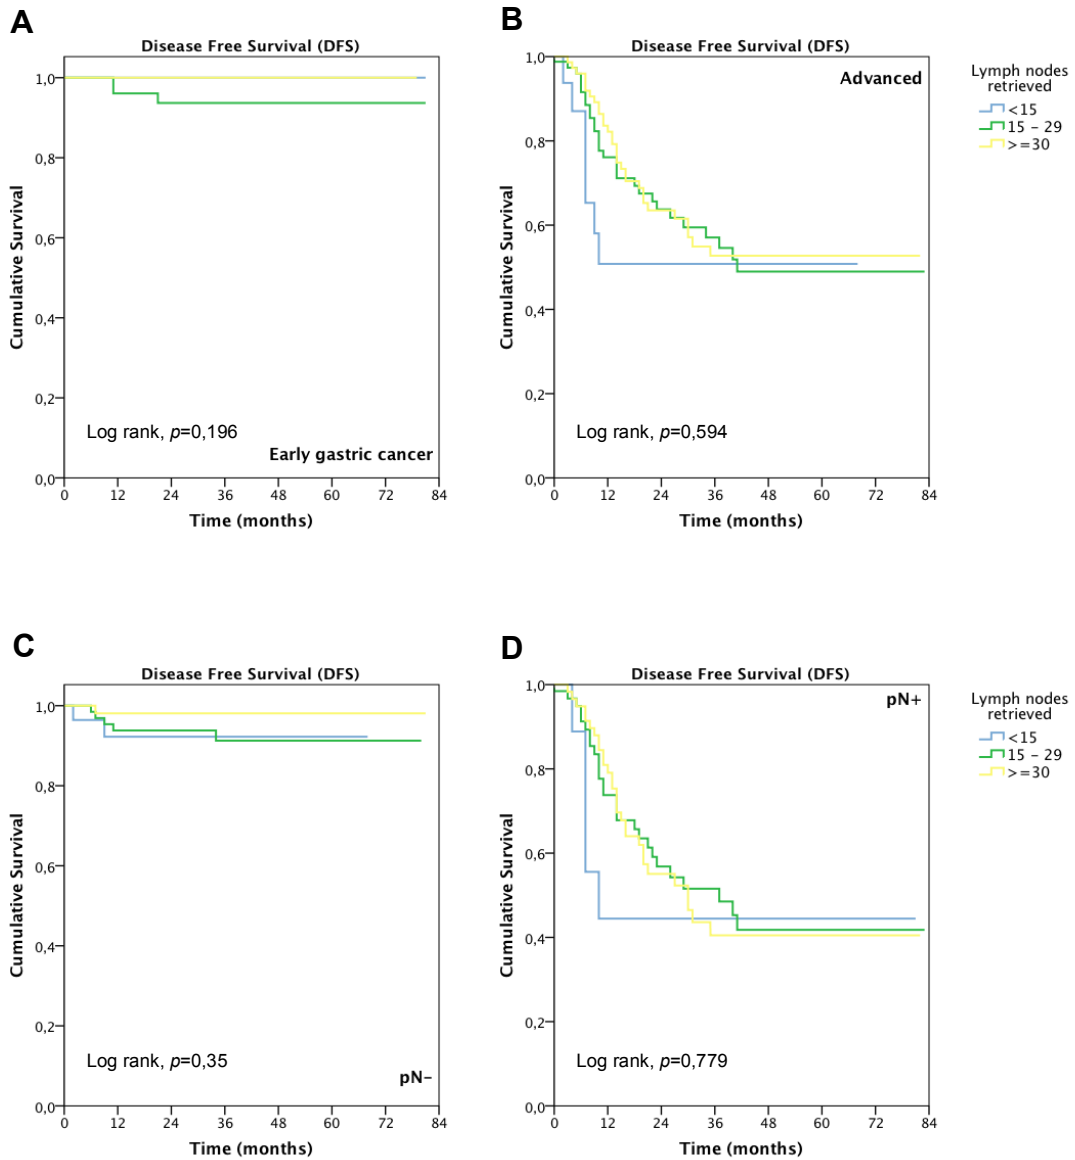 A
Disease Free Survival (DFS)
Cumulative Survival
1,0
0,8
0,6
0,4
0,2
0,0
Log rank, p=0,196
Early gastric cancer
0 12 24 36 48 60 72 84
Time (months)
B
Disease Free Survival (DFS)
Cumulative Survival
1,0
0,8
0,6
0,4
0,2
0,0
Advanced
Log rank, p=0,594
0 12 24 36 48 60 72 84
Time (months)
Lymph nodes
retrieved
<15
15 - 29
>=30
C
Disease Free Survival (DFS)
Cumulative Survival
1,0
0,8
0,6
0,4
0,2
0,0
Log rank, p=0,35
pN-
0 12 24 36 48 60 72 84
Time (months)
D
Disease Free Survival (DFS)
Cumulative Survival
1,0
0,8
0,6
0,4
0,2
0,0
pN+
Log rank, p=0,779
0 12 24 36 48 60 72 84
Time (months)
Lymph nodes
retrieved
<15
15 - 29
>=30